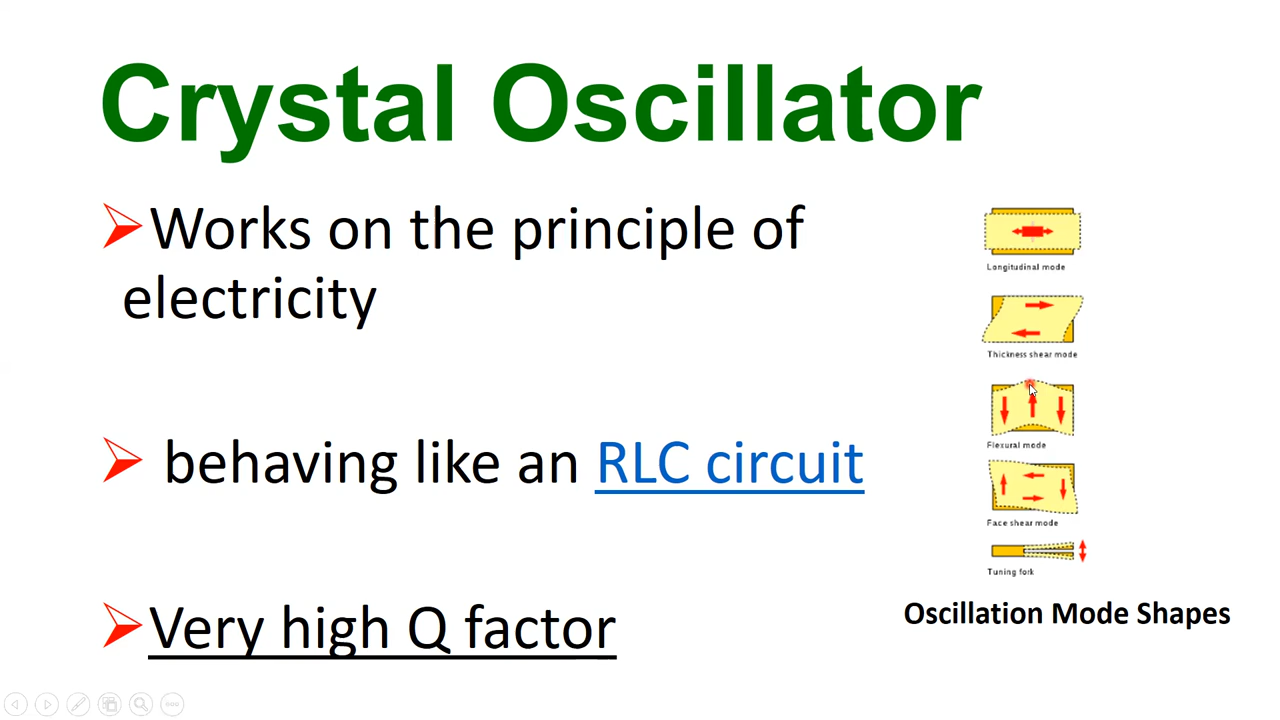 Crystal Oscillator
Works on the principle of
electricity
behaving like an RLC circuit
Very high Q factor
Longitudinal mode
Thickness shear mode
Flexural mode
Face shear mode
Tuning fork
Oscillation Mode Shapes